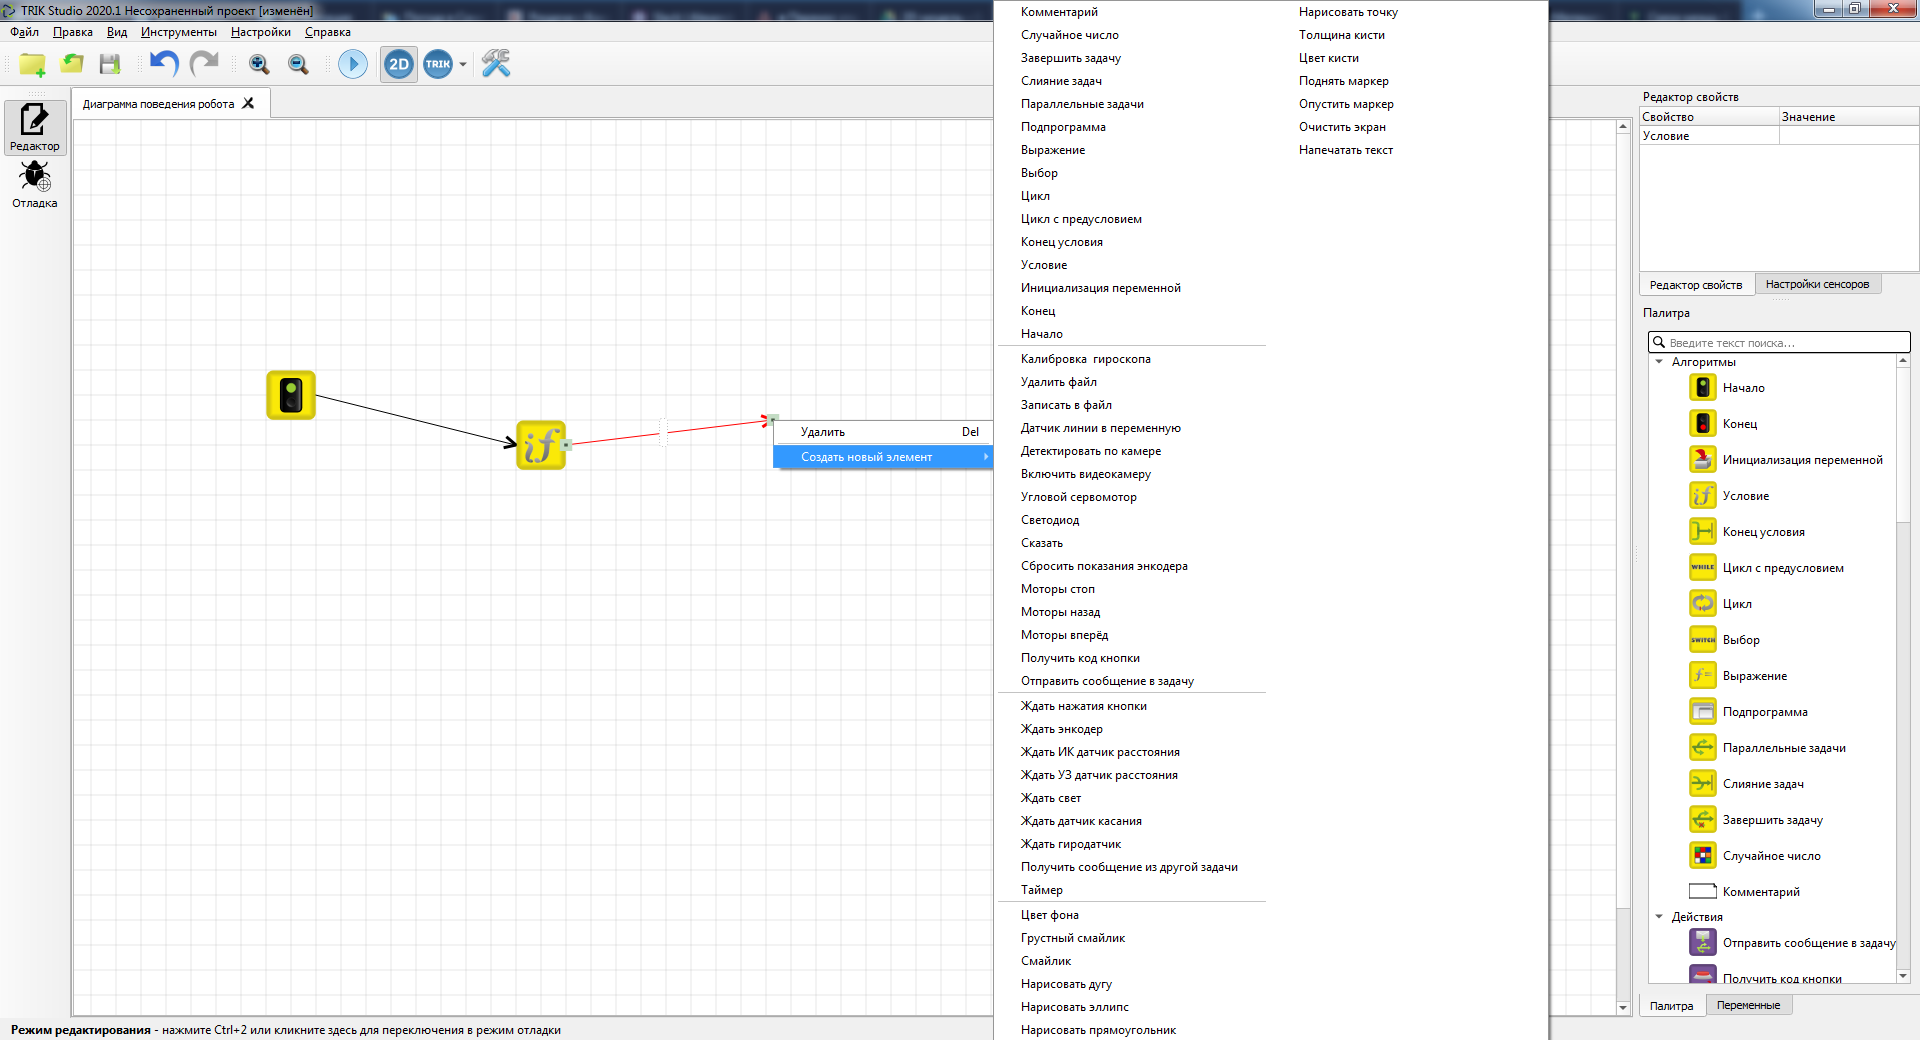 TRIK Studio 2020.1 Несохраненный проект [изменён]
Файл Правка Вид Инструменты Настройки Справка
2D TRIK
Диаграмма поведения робота
Редактор
Отладка
if
Удалить Del
Создать новый элемент
Комментарий
Случайное число
Завершить задачу
Слияние задач
Параллельные задачи
Подпрограмма
Выражение
Выбор
Цикл
Цикл с предусловием
Конец условия
Условие
Инициализация переменной
Конец
Начало
Калибровка гироскопа
Удалить файл
Записать в файл
Датчик линии в переменную
Детектировать по камере
Включить видеокамеру
Угловой сервомотор
Светодиод
Сказать
Сбросить показания энкодера
Моторы стоп
Моторы назад
Моторы вперёд
Получить код кнопки
Отправить сообщение в задачу
Ждать нажатия кнопки
Ждать энкодер
Ждать ИК датчик расстояния
Ждать УЗ датчик расстояния
Ждать свет
Ждать датчик касания
Ждать гиродатчик
Получить сообщение из другой задачи
Таймер
Цвет фона
Грустный смайлик
Смайлик
Нарисовать дугу
Нарисовать эллипс
Нарисовать прямоугольник
Нарисовать точку
Толщина кисти
Цвет кисти
Поднять маркер
Опустить маркер
Очистить экран
Напечатать текст
Редактор свойств
Свойство Значение
Условие
Редактор свойств Настройки сенсоров
Палитра
Введите текст поиска...
Алгоритмы
Начало
Конец
Инициализация переменной
if Условие
Конец условия
WHILE Цикл с предусловием
Цикл
SWITCH Выбор
f= Выражение
Подпрограмма
Параллельные задачи
Слияние задач
Завершить задачу
Случайное число
Комментарий
Действия
Отправить сообщение в задачу
Получить код кнопки
Палитра Переменные
Режим редактирования - нажмите Ctrl+2 или кликните здесь для переключения в режим отладки